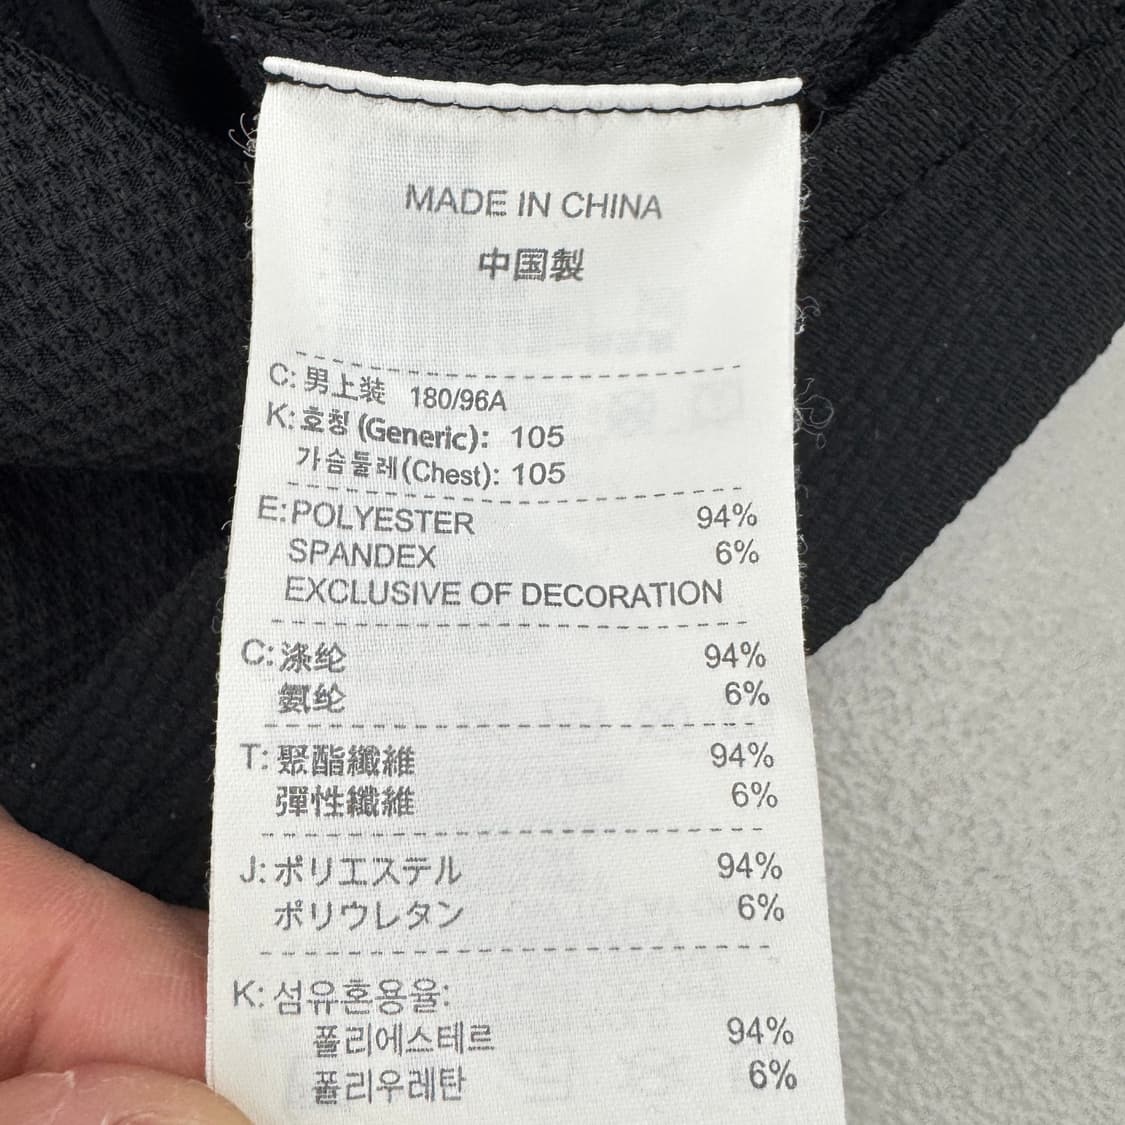 MADE IN CHINA
中国製
C: 男上装 180/96A
K: 호칭 (Generic): 105
가슴둘레(Chest): 105
E:POLYESTER 94%
SPANDEX 6%
EXCLUSIVE OF DECORATION
C:涤纶 94%
氨纶 6%
T: 聚酯纖維 94%
彈性纖維 6%
J:ポリエステル 94%
ポリウレタン 6%
K: 섬유혼용율:
폴리에스테르 94%
폴리우레탄 6%